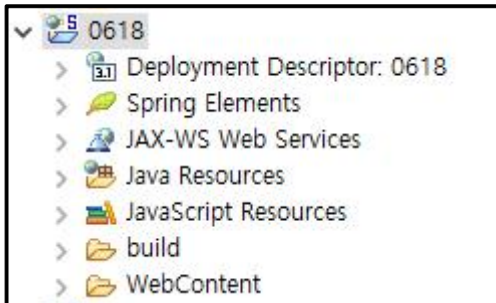 0618
Deployment Descriptor: 0618
Spring Elements
JAX-WS Web Services
Java Resources
JavaScript Resources
build
WebContent